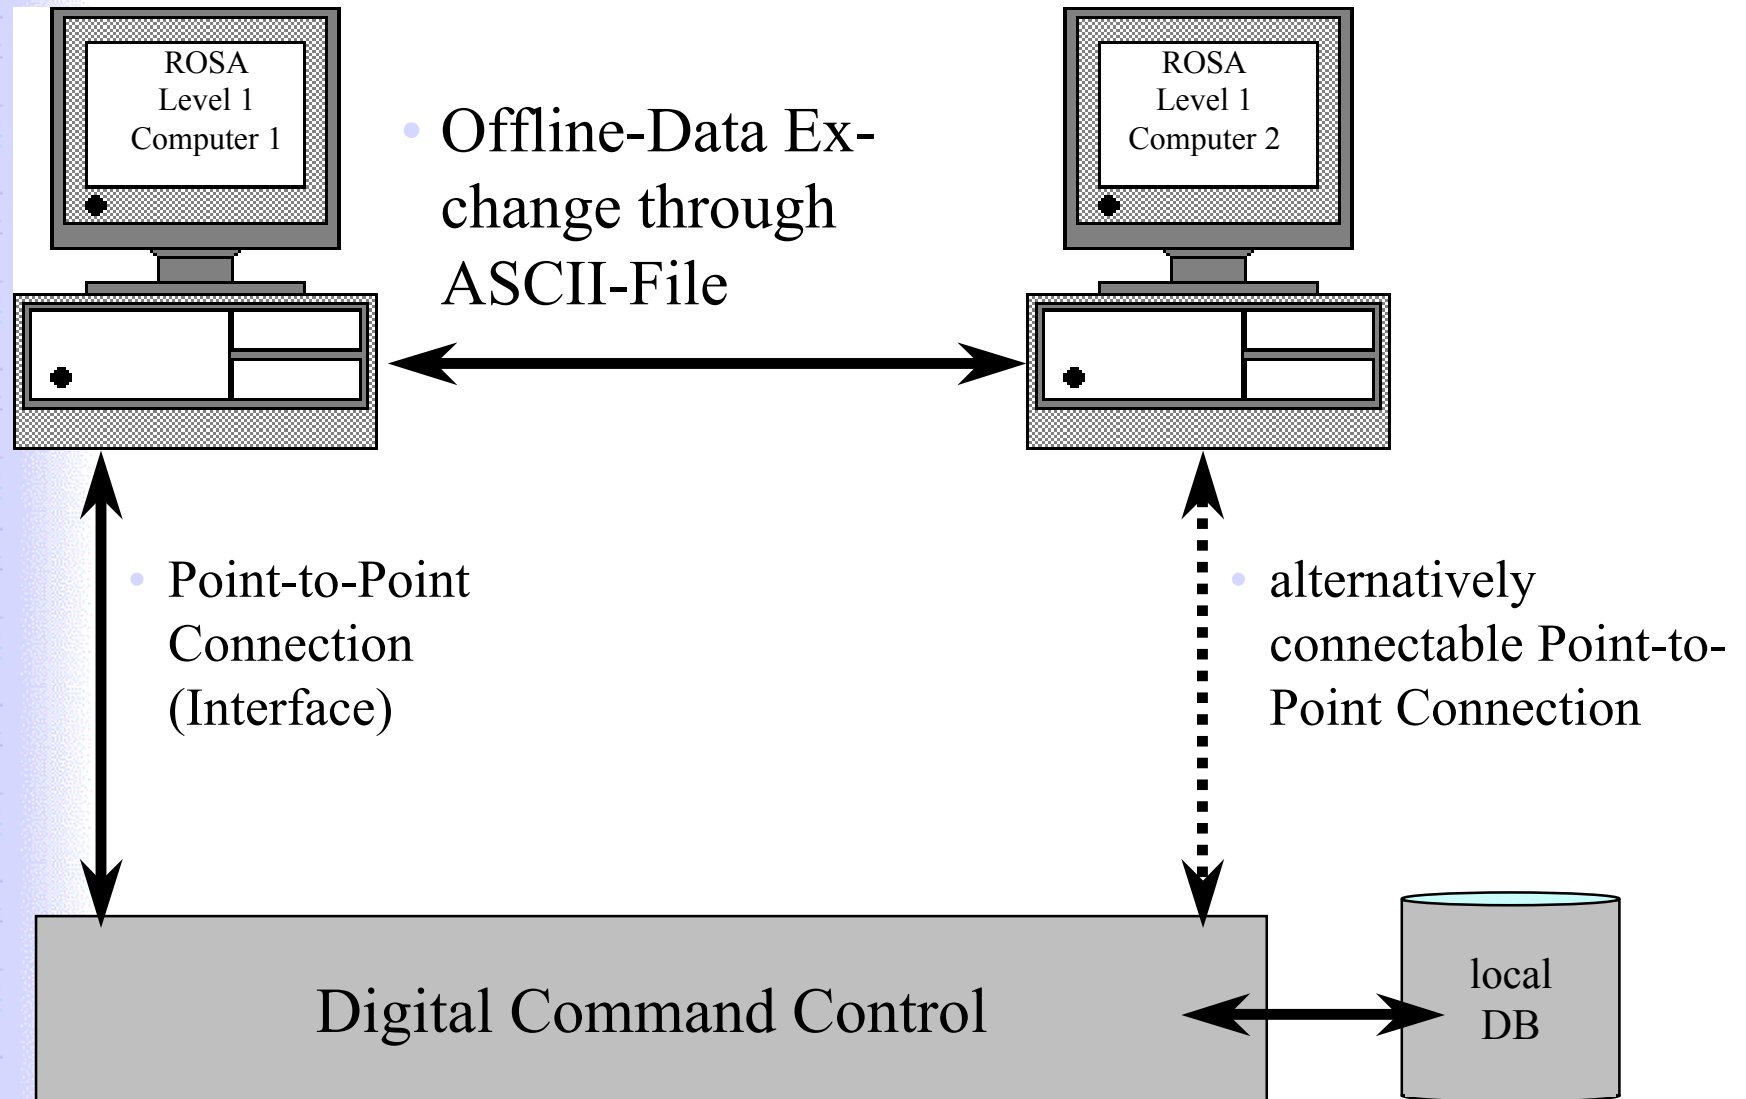 ROSA
Level 1
Computer 1
• Offline-Data Ex-
change through
ASCII-File
ROSA
Level 1
Computer 2
• Point-to-Point
Connection
(Interface)
• alternatively
connectable Point-to-
Point Connection
Digital Command Control
local
DB